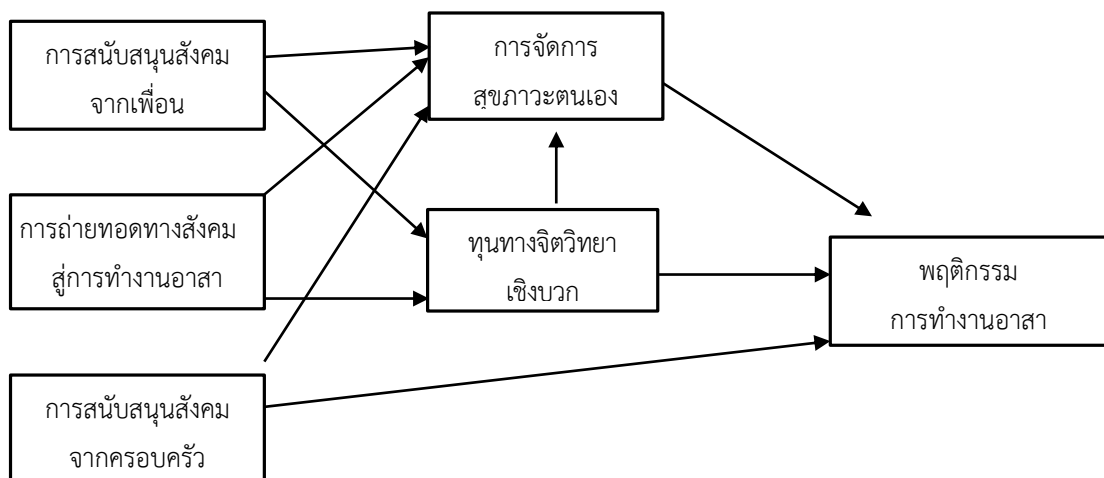 การสนับสนุนสังคม
จากเพื่อน
การจัดการ
สุขภาวะตนเอง
การถ่ายทอดทางสังคม
สู่การทำงานอาสา
ทุนทางจิตวิทยา
เชิงบวก
พฤติกรรม
การทำงานอาสา
การสนับสนุนสังคม
จากครอบครัว